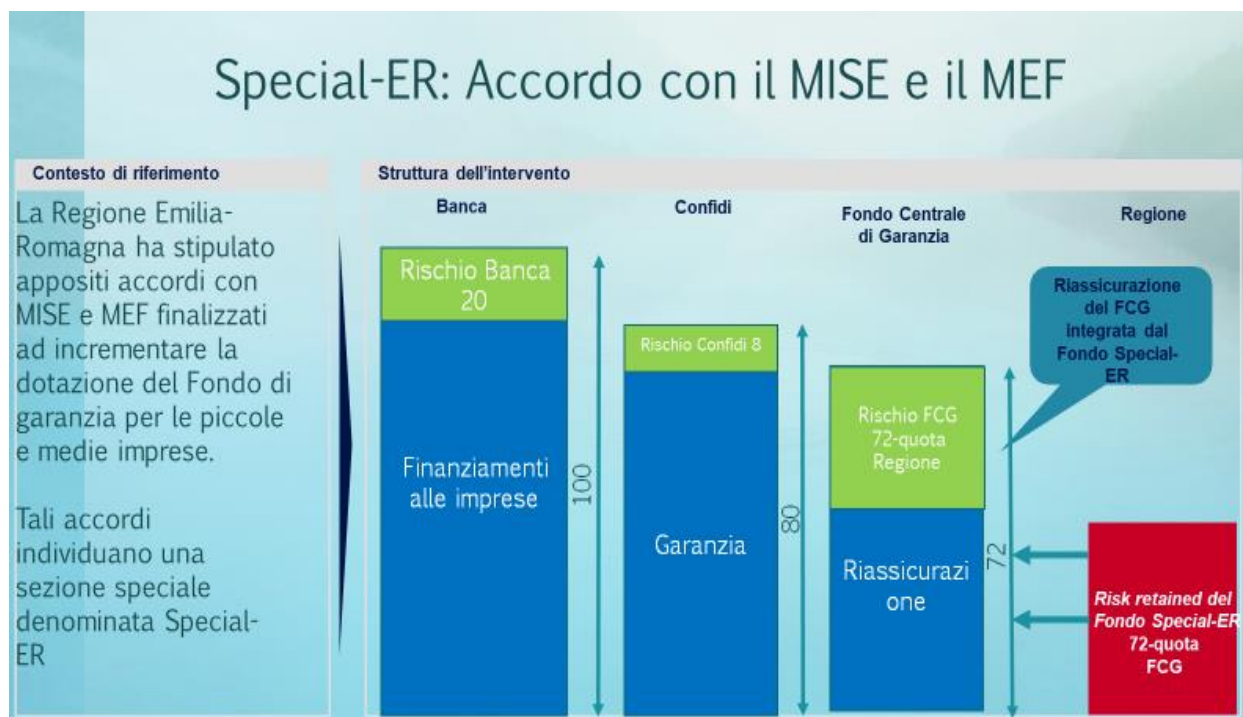 Special-ER: Accordo con il MISE e il MEF
Contesto di riferimento
La Regione Emilia-
Romagna ha stipulato
appositi accordi con
MISE e MEF finalizzati
ad incrementare la
dotazione del Fondo di
garanzia per le piccole
e medie imprese.
Tali accordi
individuano una
sezione speciale
denominata Special-
ER
Struttura dell'intervento
Banca
Rischio Banca
20
Finanziamenti
alle imprese
100
Confidi
Rischio Confidi 8
Garanzia
80
Fondo Centrale
di Garanzia
Rischio FCG
72-quota
Regione
Riassicurazi
one
72
Regione
Riassicurazione
del FCG
integrata dal
Fondo Special-
ER
Risk retained del
Fondo Special-ER
72-quota
FCG